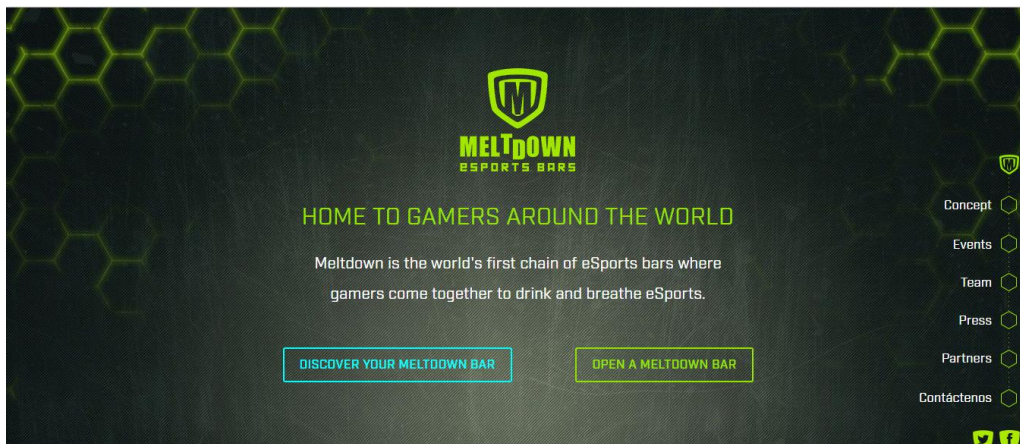 MELTDOWN
ESPORTS BARS
HOME TO GAMERS AROUND THE WORLD
Meltdown is the world's first chain of eSports bars where
gamers come together to drink and breathe eSports.
DISCOVER YOUR MELTDOWN BAR
OPEN A MELTDOWN BAR
Concept
Events
Team
Press
Partners
Contáctenos